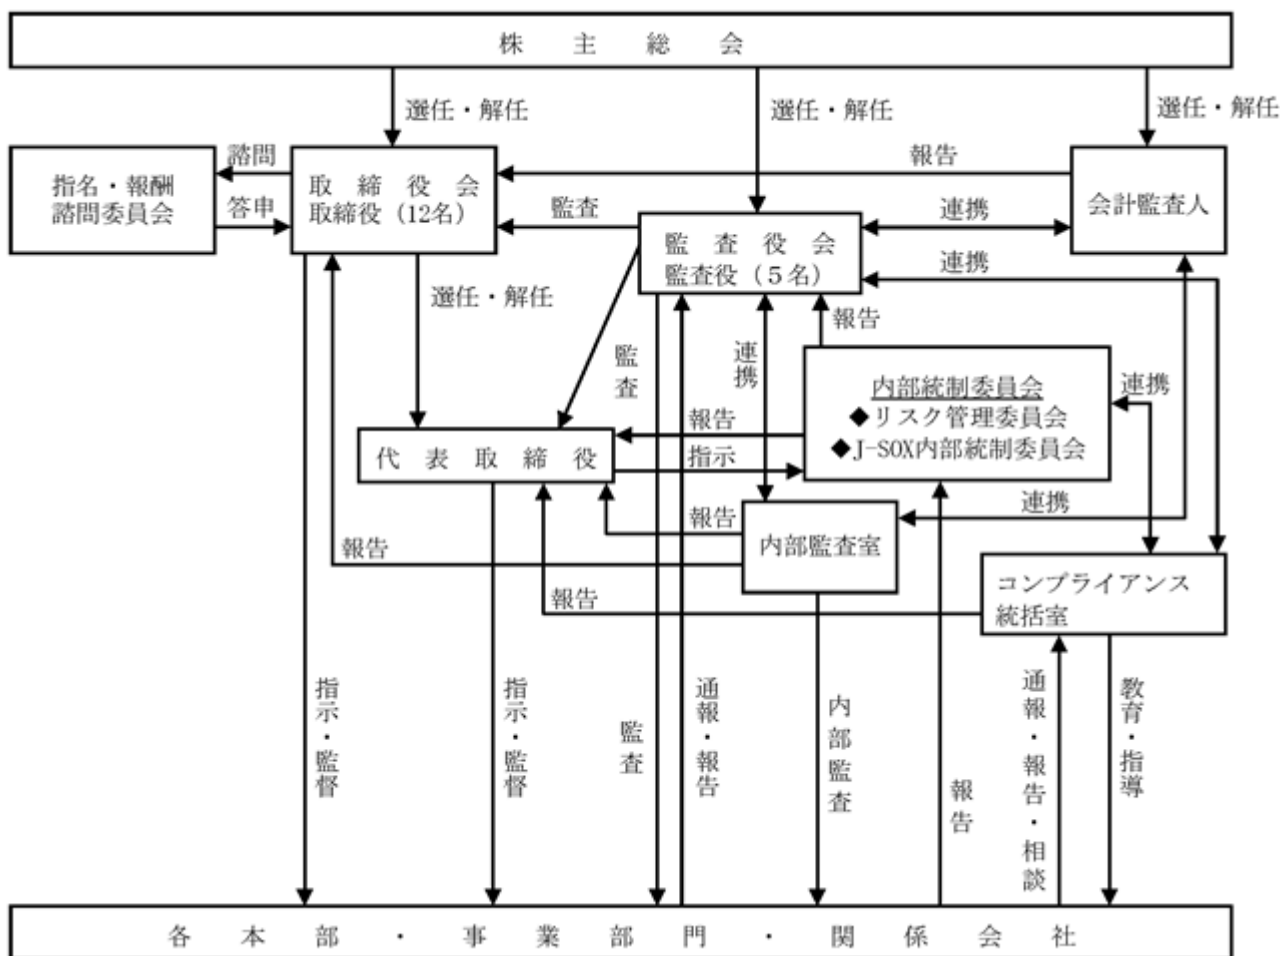 株主総会
選任・解任
選任・解任
選任・解任
指名・報酬
諮問委員会
諮問
答申
取締役会
取締役（12名）
監査
報告
監査役会
監査役（５名）
連携
連携
会計監査人
選任・解任
監査
連携
報告
内部統制委員会
◆リスク管理委員会
◆J-SOX内部統制委員会
連携
代表取締役
報告
指示
報告
報告
内部監査室
連携
報告
コンプライアンス
統括室
指示・監督
指示・監督
監査
通報・報告
内部監査
報告
通報・報告・相談
教育・指導
各本部・事業部門・関係会社